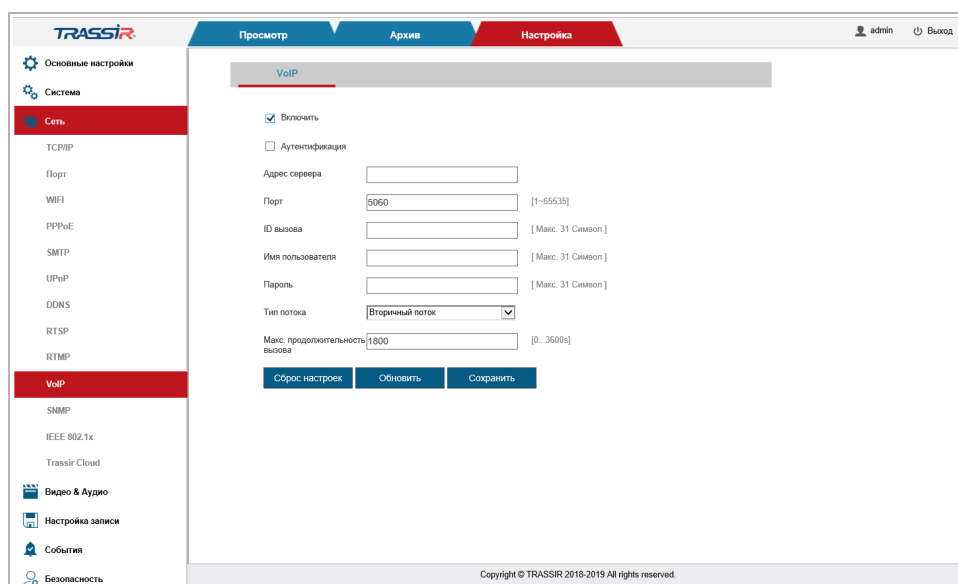 TRASSIR
Просмотр
Архив
Настройка
admin
Выход
Основные настройки
Система
Сеть
TCP/IP
Порт
WIFI
PPPoE
SMTP
UPnP
DDNS
RTSP
RTMP
VoIP
SNMP
IEEE 802.1x
Trassir Cloud
Видео & Аудио
Настройка записи
События
Безопасность
VoIP
Включить
Аутентификация
Адрес сервера
Порт 5060 [1~65535]
ID вызова [ Макс. 31 Символ ]
Имя пользователя [ Макс. 31 Символ ]
Пароль [ Макс. 31 Символ ]
Тип потока Вторичный поток
Макс. продолжительность 1800 [0...3600s]
вызова
Сброс настроек Обновить Сохранить
Copyright © TRASSIR 2018-2019 All rights reserved.